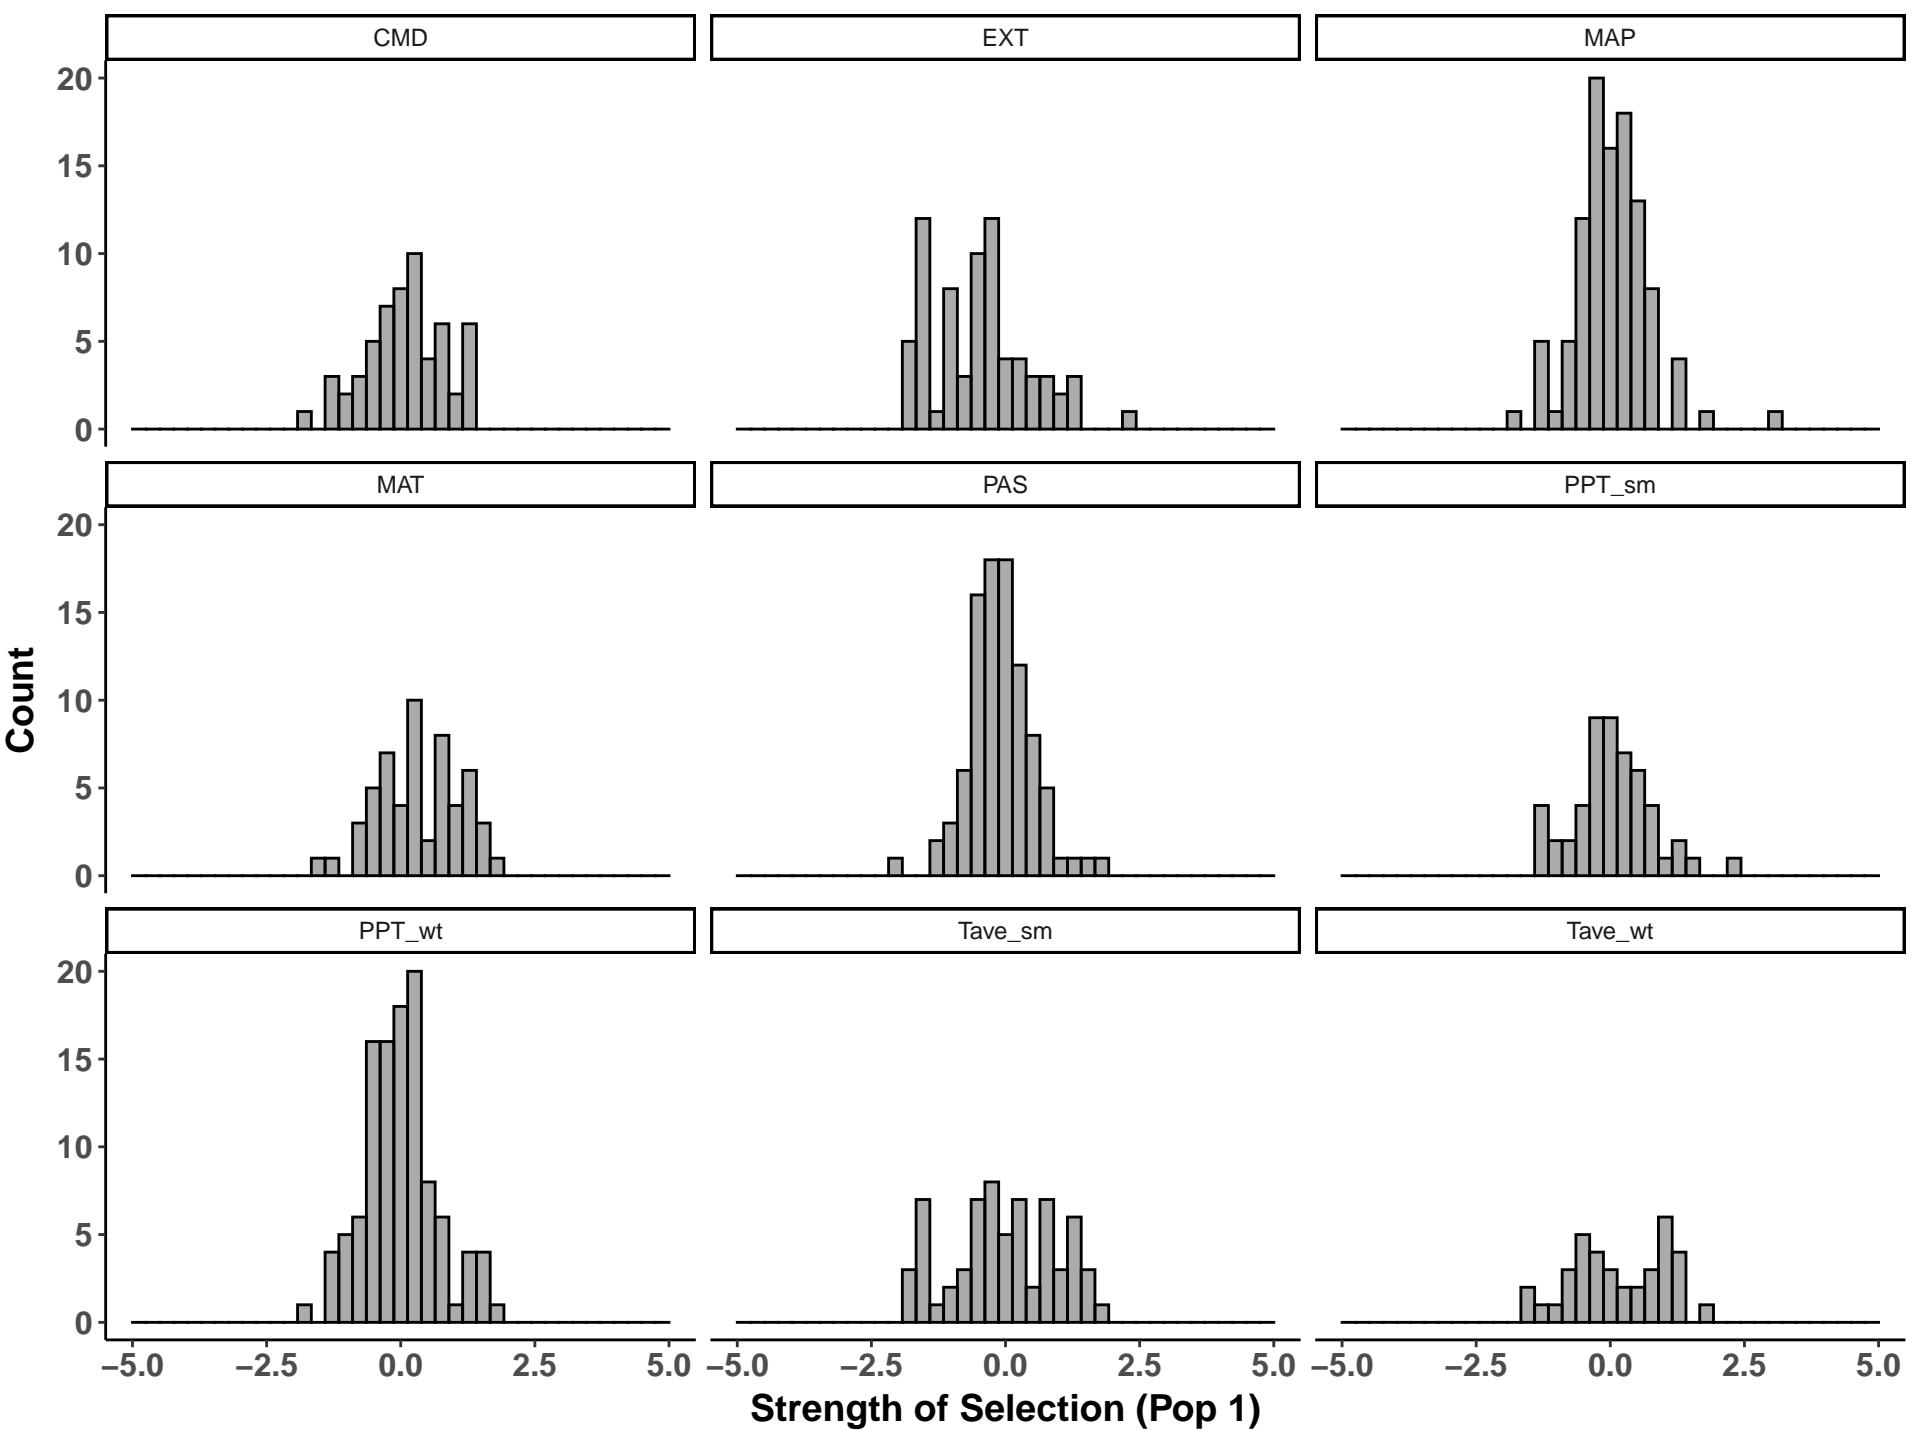 CMD EXT MAP
20
15
10
5
0
MAT PAS PPT_sm
20
15
10
5
0
Count
PPT_wt Tave_sm Tave_wt
20
15
10
5
0
−5.0 −2.5 0.0 2.5 5.0 −5.0 −2.5 0.0 2.5 5.0 −5.0 −2.5 0.0 2.5 5.0
Strength of Selection (Pop 1)